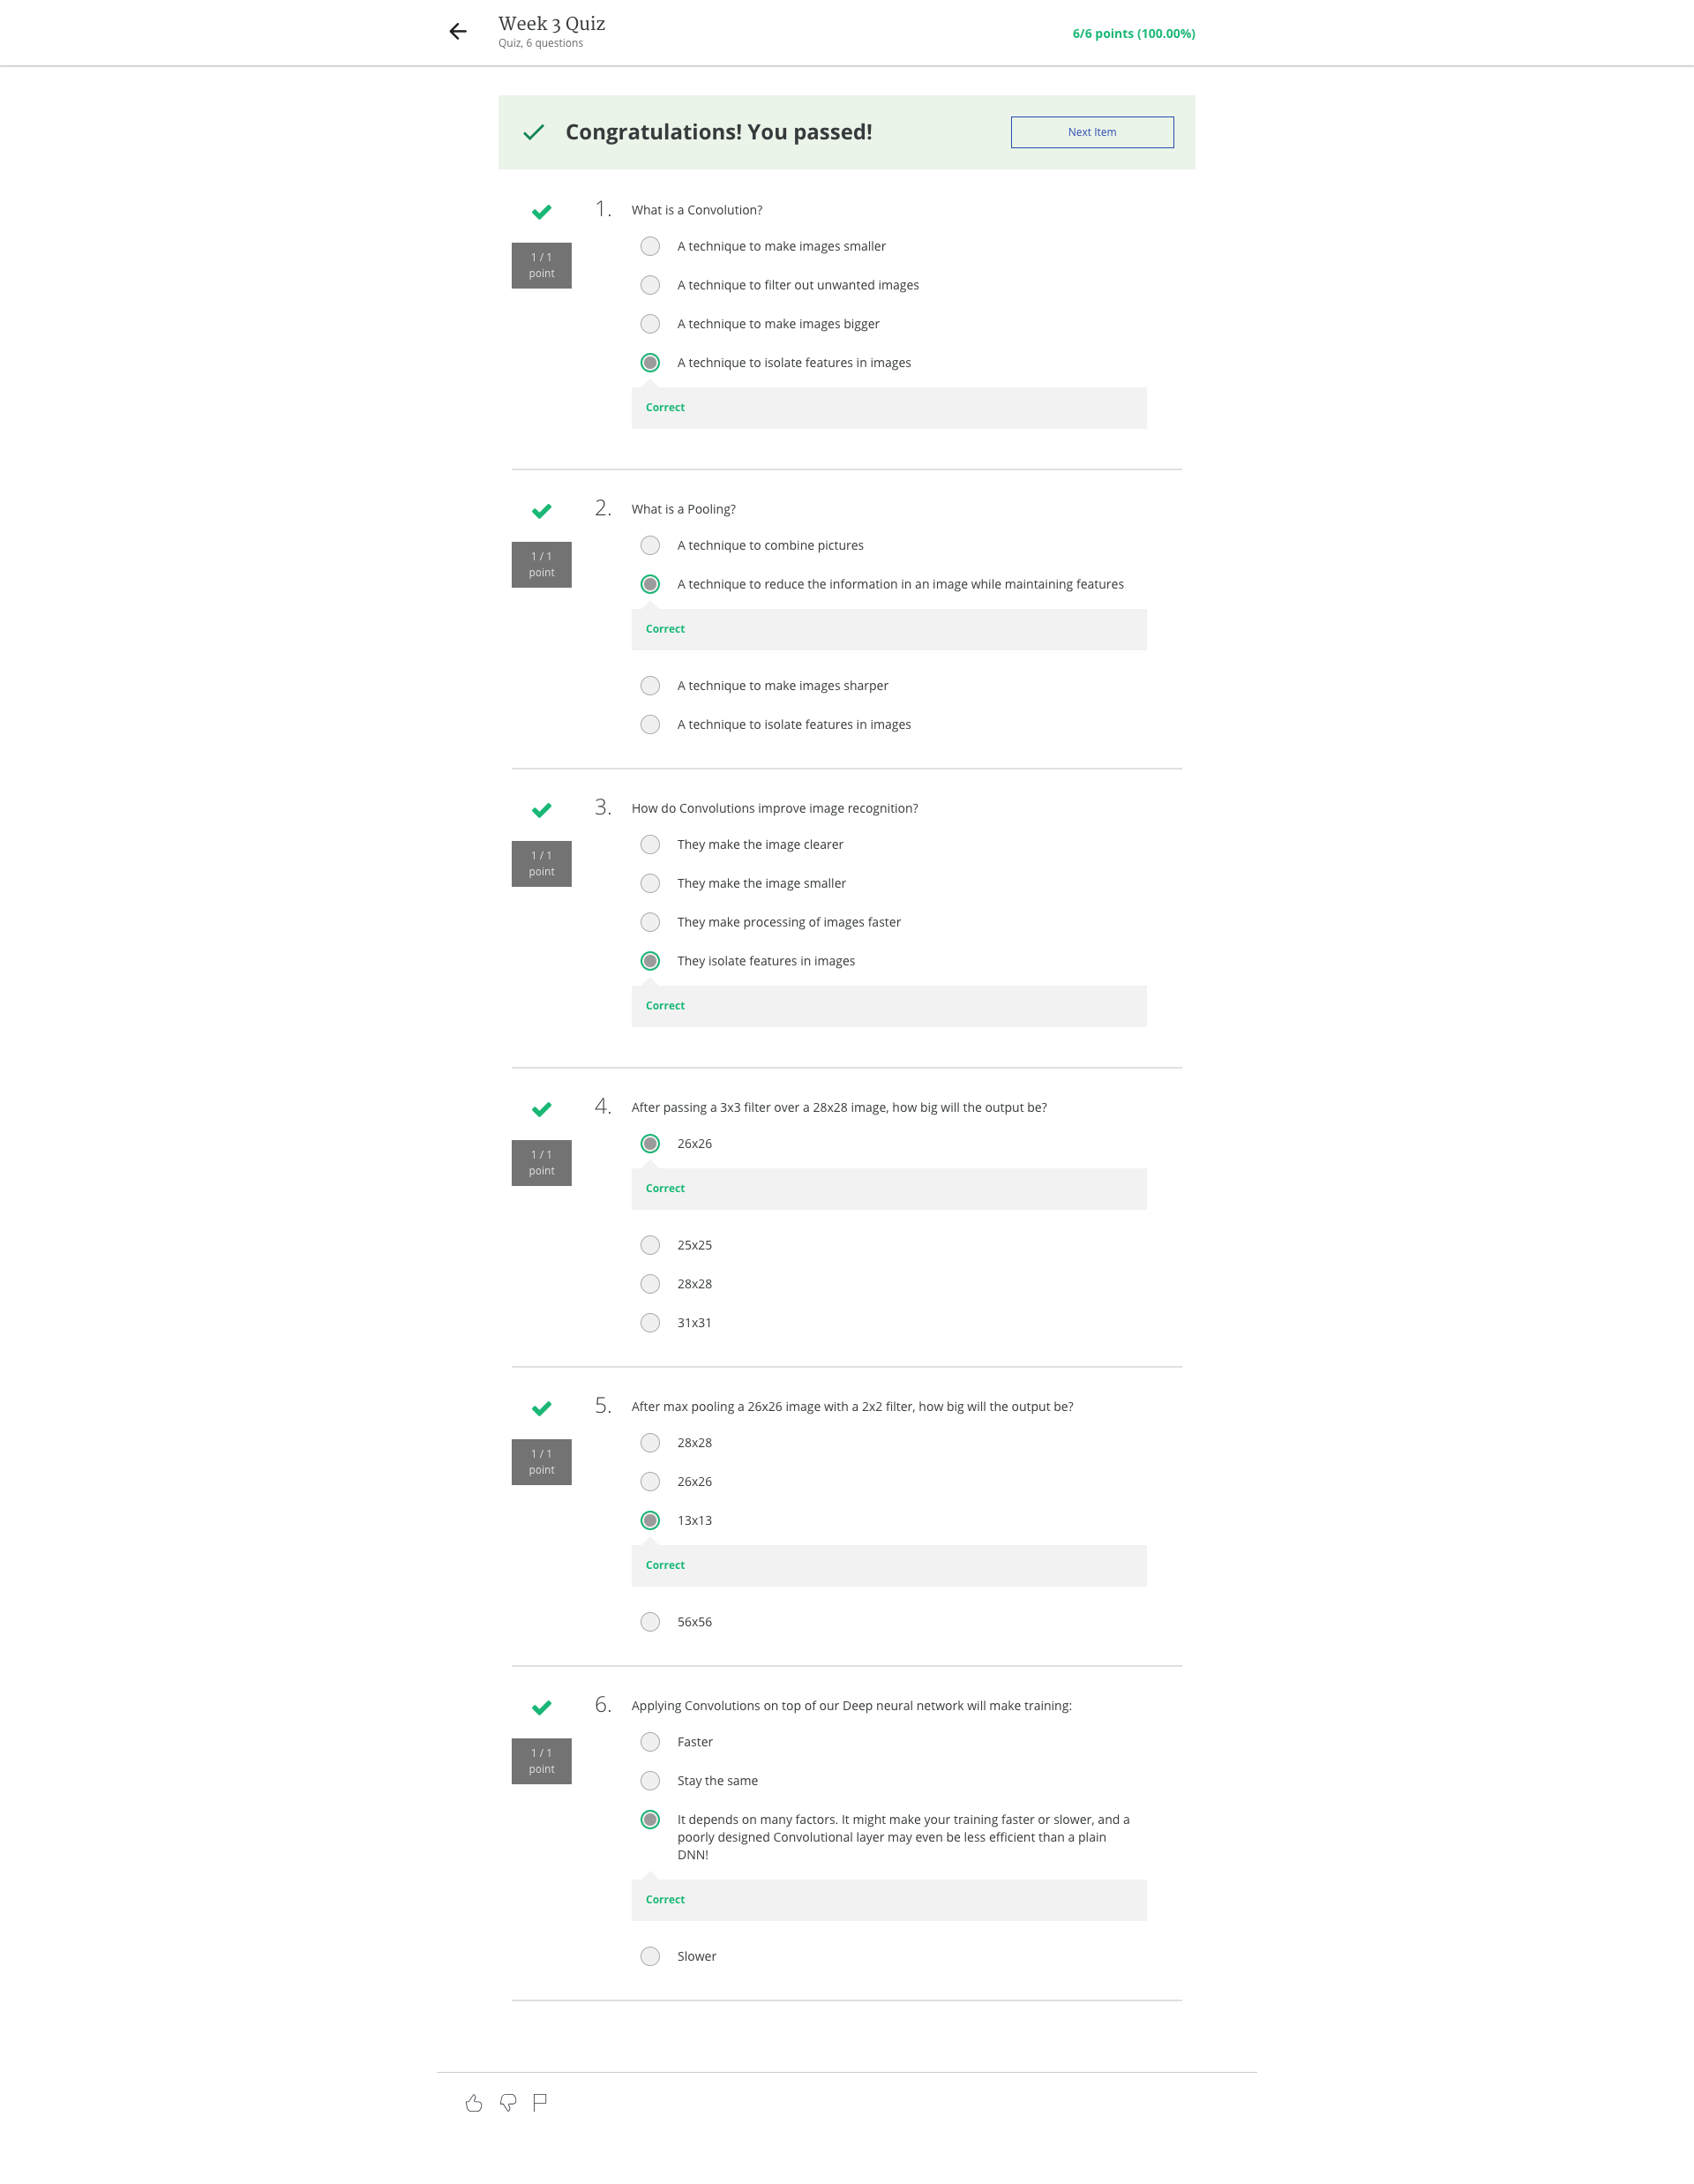 Week 3 Quiz
Quiz, 6 questions
6/6 points (100.00%)
Congratulations! You passed!
Next Item
1 / 1
point
1.
What is a Convolution?
A technique to make images smaller
A technique to filter out unwanted images
A technique to make images bigger
A technique to isolate features in images
Correct
1 / 1
point
2.
What is a Pooling?
A technique to combine pictures
A technique to reduce the information in an image while maintaining features
Correct
A technique to make images sharper
A technique to isolate features in images
1 / 1
point
3.
How do Convolutions improve image recognition?
They make the image clearer
They make the image smaller
They make processing of images faster
They isolate features in images
Correct
1 / 1
point
4.
After passing a 3x3 filter over a 28x28 image, how big will the output be?
26x26
Correct
25x25
28x28
31x31
1 / 1
point
5.
After max pooling a 26x26 image with a 2x2 filter, how big will the output be?
28x28
26x26
13x13
Correct
56x56
1 / 1
point
6.
Applying Convolutions on top of our Deep neural network will make training:
Faster
Stay the same
It depends on many factors. It might make your training faster or slower, and a
poorly designed Convolutional layer may even be less efficient than a plain
DNN!
Correct
Slower